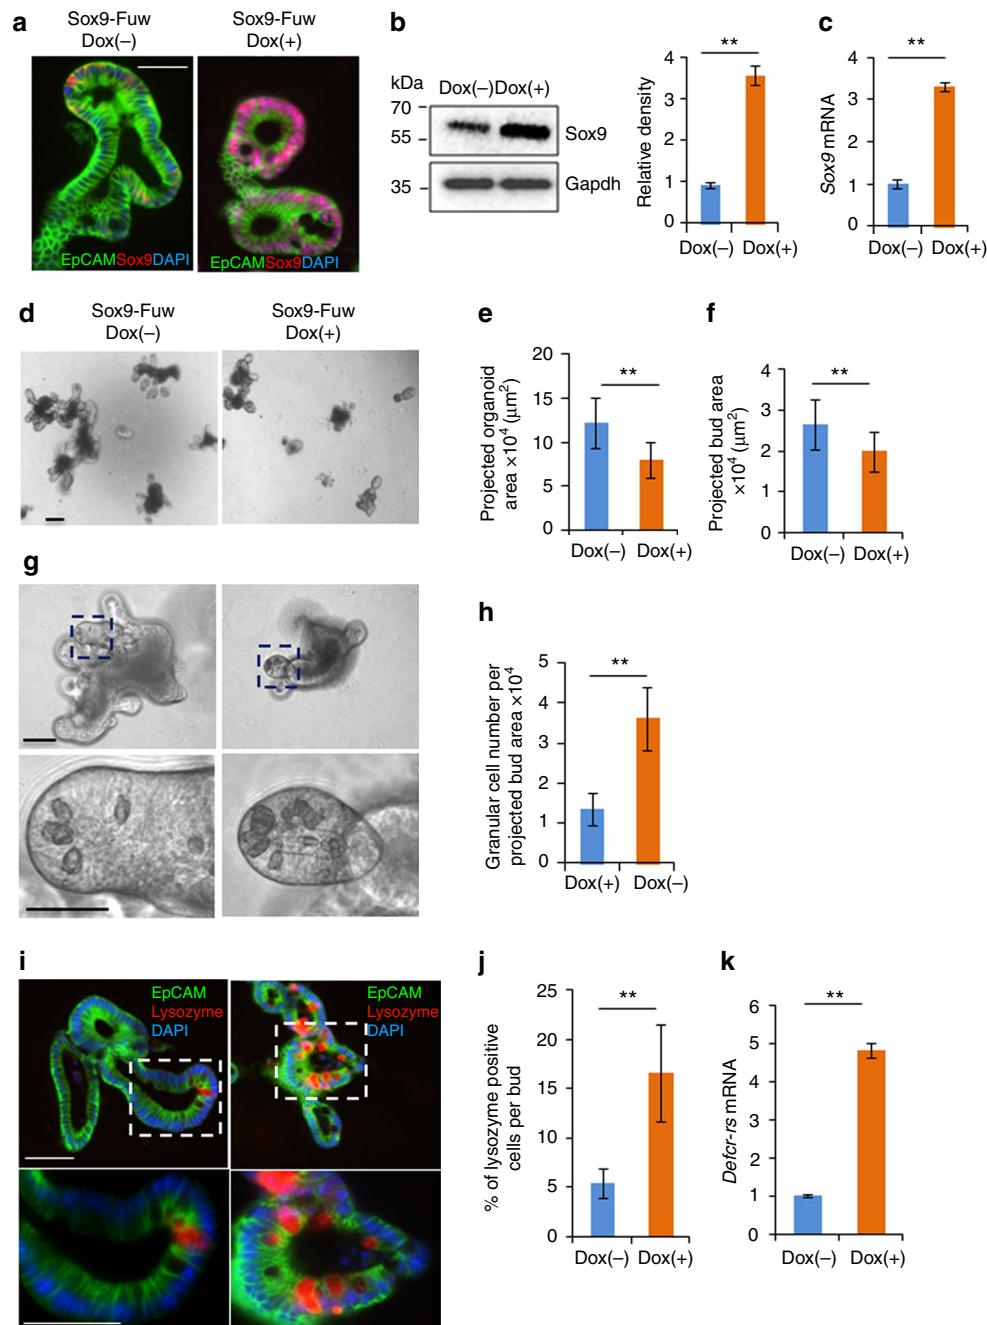 a
Sox9-Fuw
Dox(–)
Sox9-Fuw
Dox(+)
EpCAMSox9DAPI
EpCAMSox9DAPI
b
kDa
Dox(–)Dox(+)
70
55
35
Sox9
Gapdh
Relative density
4
3
2
1
0
**
Dox(–) Dox(+)
c
Sox9 mRNA
4
3
2
1
0
**
Dox(–) Dox(+)
d
Sox9-Fuw
Dox(–)
Sox9-Fuw
Dox(+)
e
Projected organoid
area ×10⁴ (μm²)
20
15
10
5
0
**
Dox(–) Dox(+)
f
Projected bud area
×10⁴ (μm²)
4
3
2
1
0
**
Dox(–) Dox(+)
g
h
Granular cell number per
projected bud area ×10⁴
5
4
3
2
1
0
**
Dox(+) Dox(–)
i
EpCAM
Lysozyme
DAPI
EpCAM
Lysozyme
DAPI
j
% of lysozyme positive
cells per bud
25
20
15
10
5
0
**
Dox(–) Dox(+)
k
Defcr-rs mRNA
6
5
4
3
2
1
0
**
Dox(–) Dox(+)